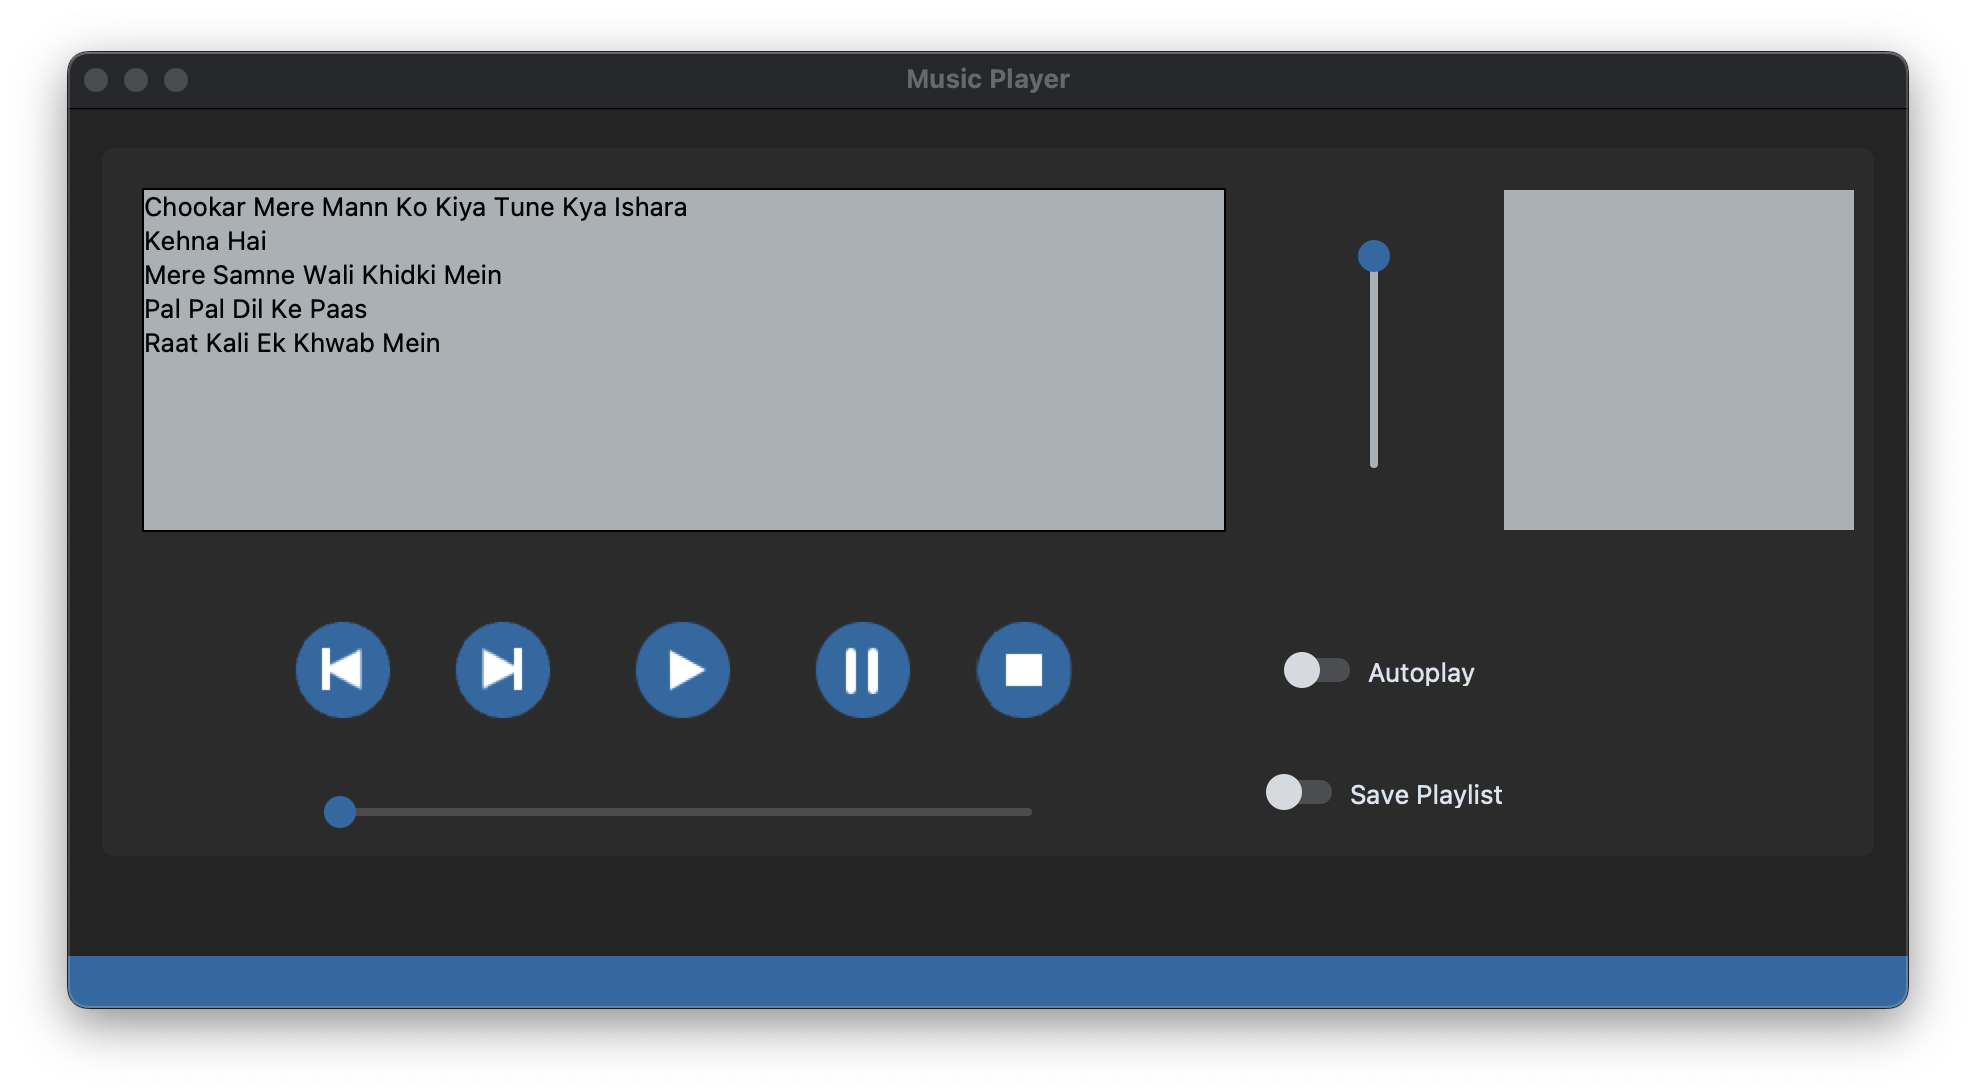 Music Player
Chookar Mere Mann Ko Kiya Tune Kya Ishara
Kehna Hai
Mere Samne Wali Khidki Mein
Pal Pal Dil Ke Paas
Raat Kali Ek Khwab Mein
Autoplay
Save Playlist